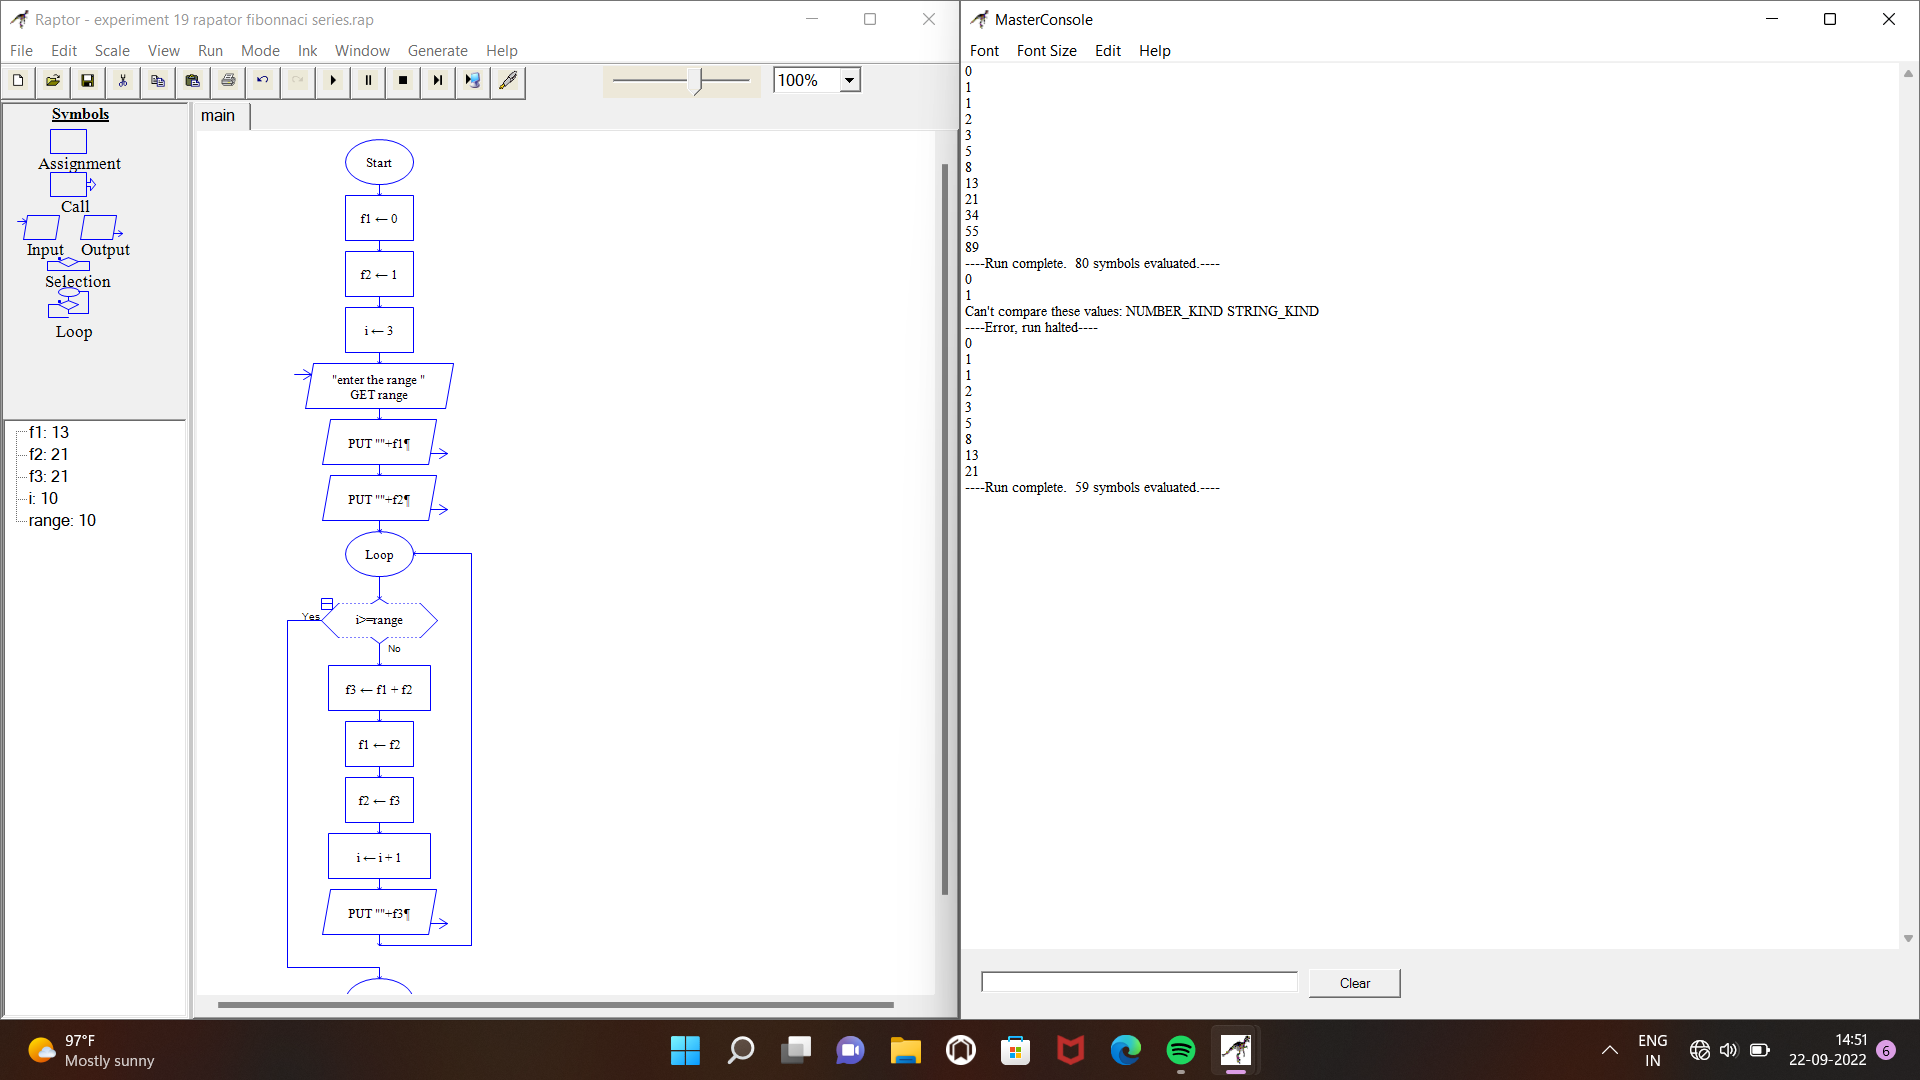 Raptor - experiment 19 rapator fibonnaci series.rap
File Edit Scale View Run Mode Ink Window Generate Help
100%
Symbols
Assignment
Call
Input Output
Selection
Loop
f1: 13
f2: 21
f3: 21
i: 10
range: 10
main
Start
f1 ← 0
f2 ← 1
i ← 3
"enter the range "
GET range
PUT ""+f1¶
PUT ""+f2¶
Loop
Yes
i>=range
No
f3 ← f1 + f2
f1 ← f2
f2 ← f3
i ← i + 1
PUT ""+f3¶
MasterConsole
Font Font Size Edit Help
0
1
1
2
3
5
8
13
21
34
55
89
----Run complete.  80 symbols evaluated.----
0
1
Can't compare these values: NUMBER_KIND STRING_KIND
----Error, run halted----
0
1
1
2
3
5
8
13
21
----Run complete.  59 symbols evaluated.----
Clear
97°F
Mostly sunny
ENG
IN
14:51
22-09-2022
6